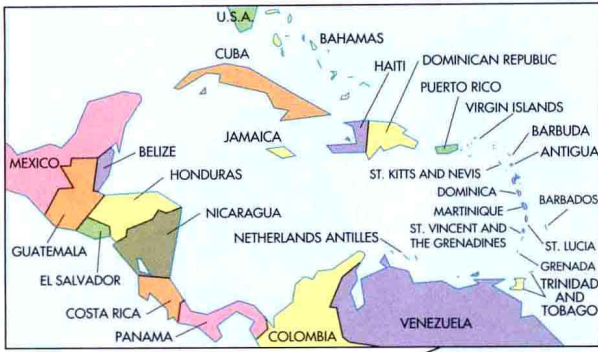 U.S.A.
BAHAMAS
CUBA
HAITI
DOMINICAN REPUBLIC
PUERTO RICO
VIRGIN ISLANDS
JAMAICA
BARBUDA
MEXICO
BELIZE
ANTIGUA
ST. KITTS AND NEVIS
HONDURAS
DOMINICA
BARBADOS
MARTINIQUE
NICARAGUA
ST. VINCENT AND
THE GRENADINES
NETHERLANDS ANTILLES
GUATEMALA
ST. LUCIA
EL SALVADOR
GRENADA
TRINIDAD
AND
TOBAGO
COSTA RICA
PANAMA
COLOMBIA
VENEZUELA